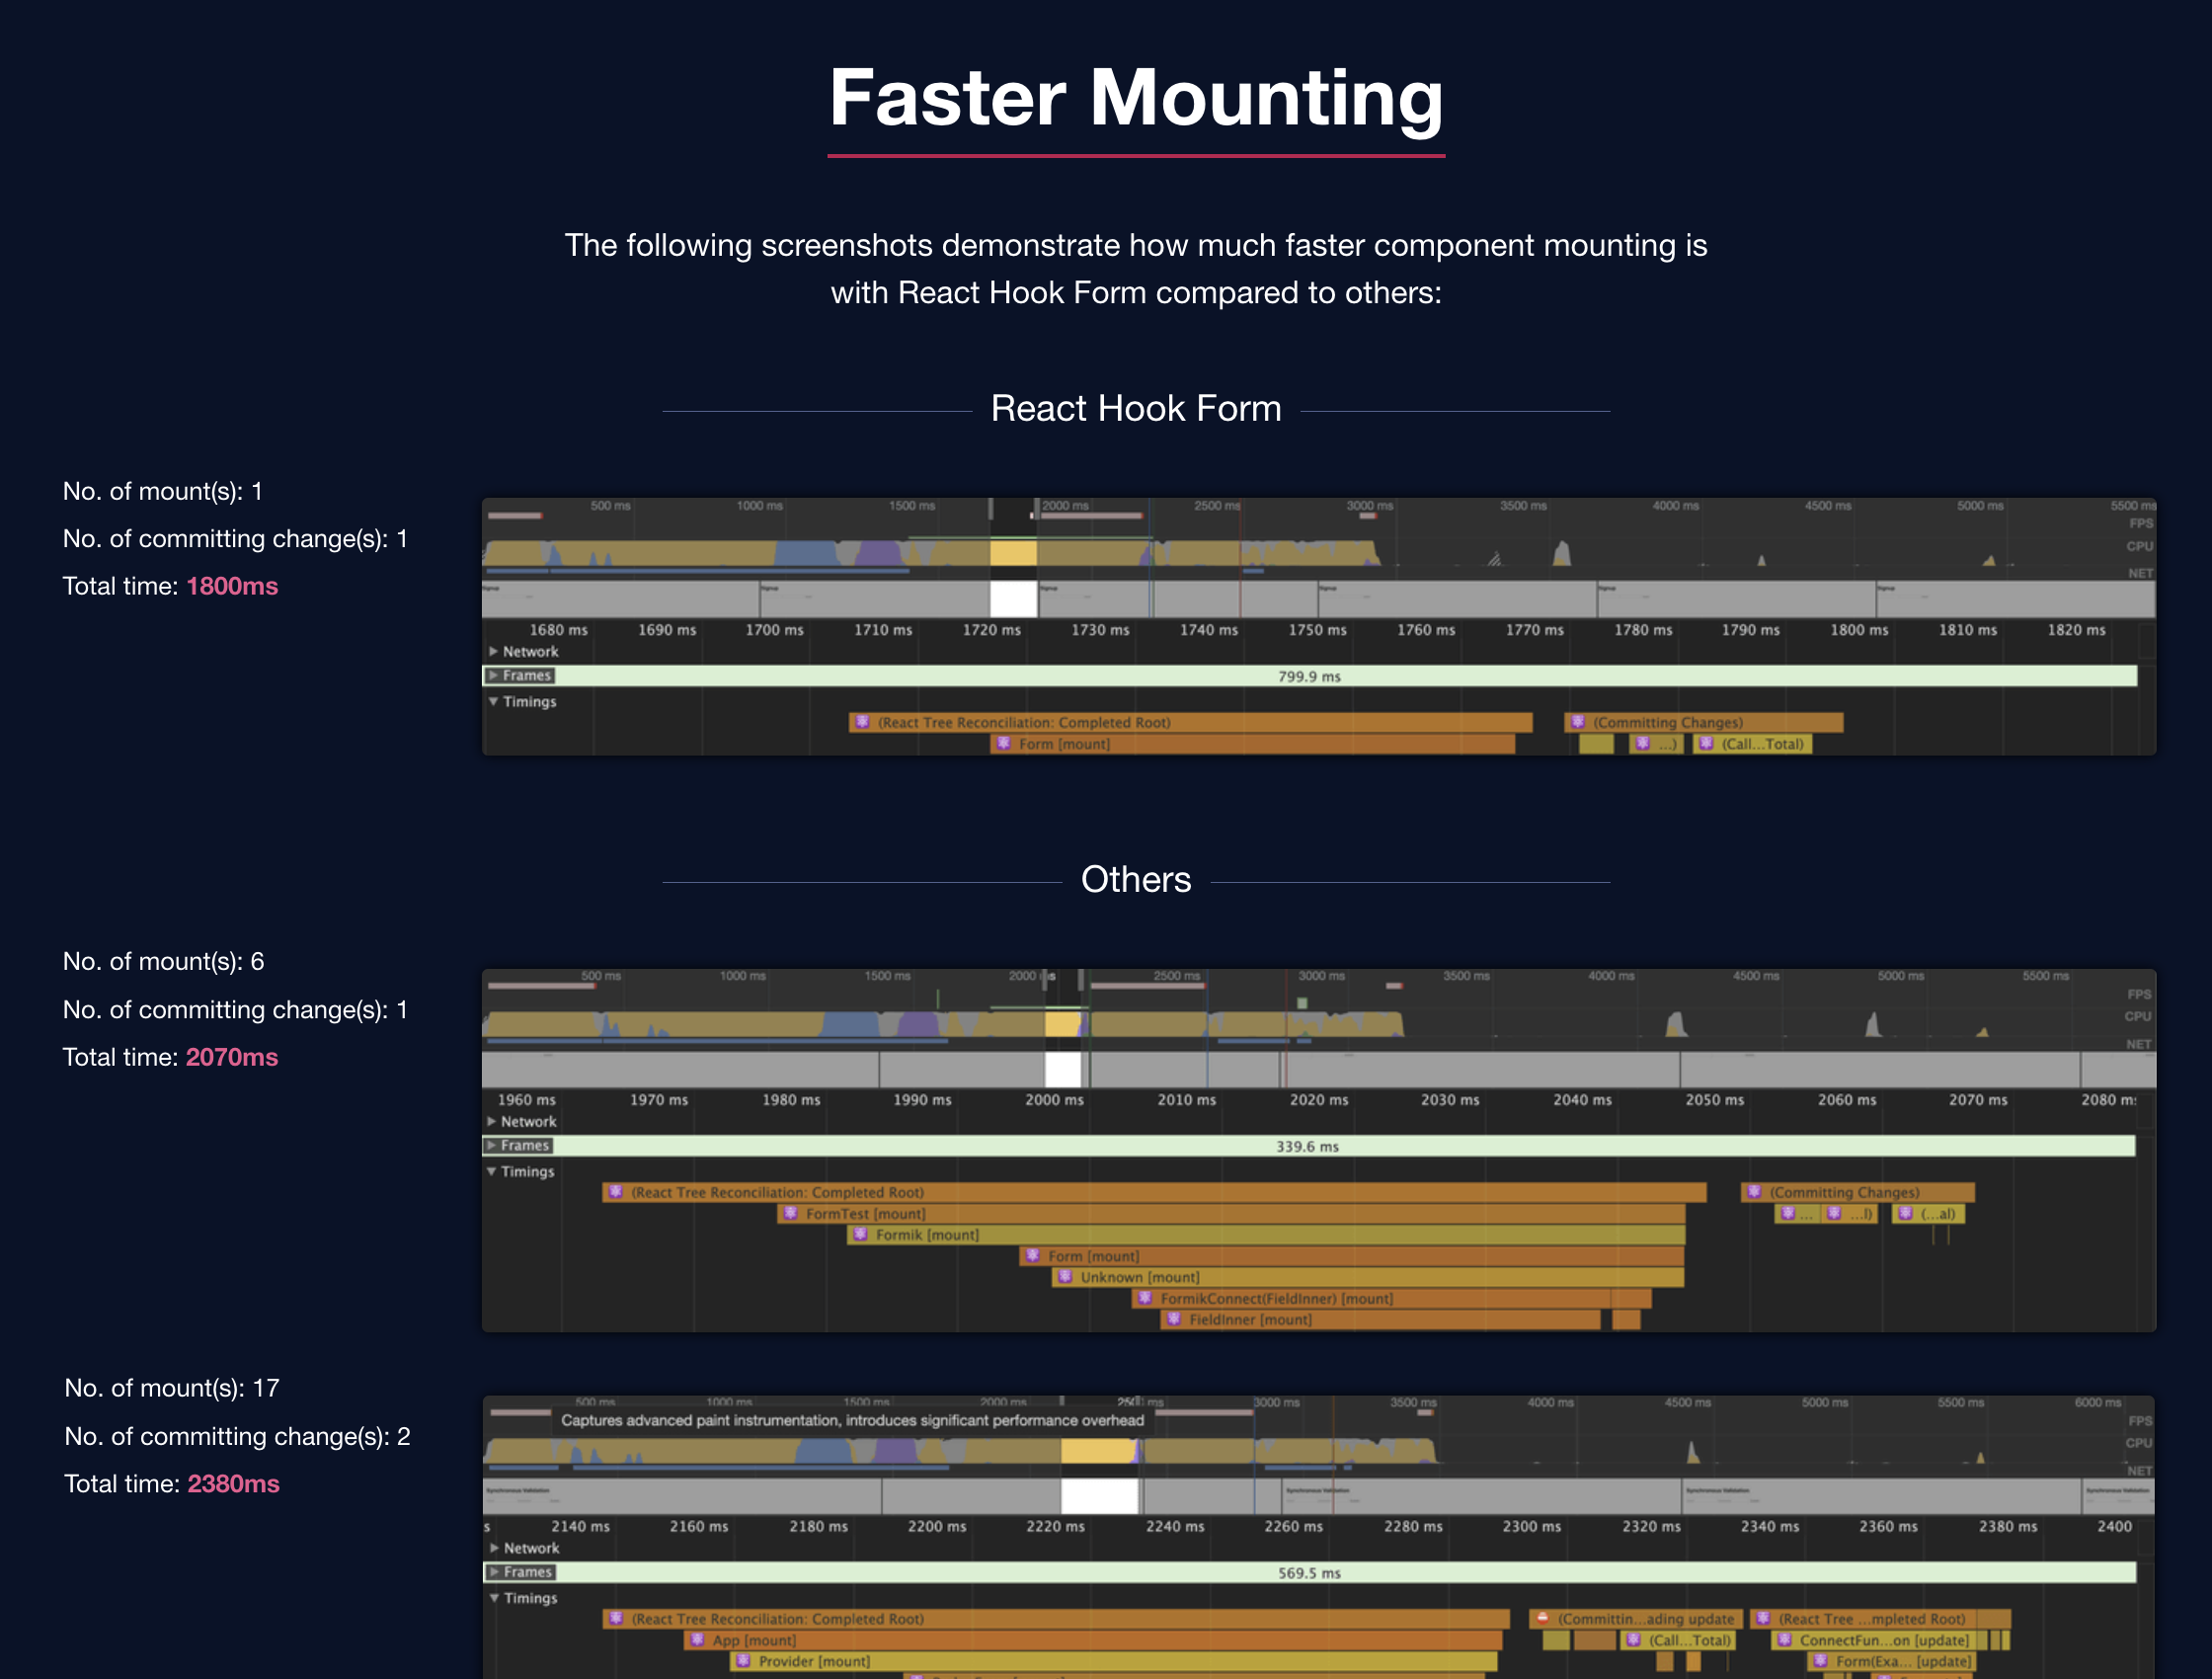 Faster Mounting
The following screenshots demonstrate how much faster component mounting is
with React Hook Form compared to others:
React Hook Form
No. of mount(s): 1
No. of committing change(s): 1
Total time: 1800ms
500 ms 1000 ms 1500 ms 2000 ms 2500 ms 3000 ms 3500 ms 4000 ms 4500 ms 5000 ms 5500 ms
FPS
CPU
NET
1680 ms 1690 ms 1700 ms 1710 ms 1720 ms 1730 ms 1740 ms 1750 ms 1760 ms 1770 ms 1780 ms 1790 ms 1800 ms 1810 ms 1820 ms
Network
Frames 799.9 ms
Timings
(React Tree Reconciliation: Completed Root) (Committing Changes)
Form [mount] ...) (Call...Total)
Others
No. of mount(s): 6
No. of committing change(s): 1
Total time: 2070ms
500 ms 1000 ms 1500 ms 2000 ms 2500 ms 3000 ms 3500 ms 4000 ms 4500 ms 5000 ms 5500 ms
FPS
CPU
NET
1960 ms 1970 ms 1980 ms 1990 ms 2000 ms 2010 ms 2020 ms 2030 ms 2040 ms 2050 ms 2060 ms 2070 ms 2080 m
Network
Frames 339.6 ms
Timings
(React Tree Reconciliation: Completed Root) (Committing Changes)
FormTest [mount] ... ...l) (...al)
Formik [mount]
Form [mount]
Unknown [mount]
FormikConnect(FieldInner) [mount]
FieldInner [mount]
No. of mount(s): 17
No. of committing change(s): 2
Total time: 2380ms
500 ms 1000 ms 1500 ms 2000 ms 250 ms 3000 ms 3500 ms 4000 ms 4500 ms 5000 ms 5500 ms 6000 ms
Captures advanced paint instrumentation, introduces significant performance overhead
FPS
CPU
NET
Synchronous Validation Synchronous Validation Synchronous Validation Synchronous Validation
s 2140 ms 2160 ms 2180 ms 2200 ms 2220 ms 2240 ms 2260 ms 2280 ms 2300 ms 2320 ms 2340 ms 2360 ms 2380 ms 2400
Network
Frames 569.5 ms
Timings
(React Tree Reconciliation: Completed Root) (Committin...ading update (React Tree ...mpleted Root)
App [mount] (Call...Total) ConnectFun...on [update]
Provider [mount] Form(Exa... [update]